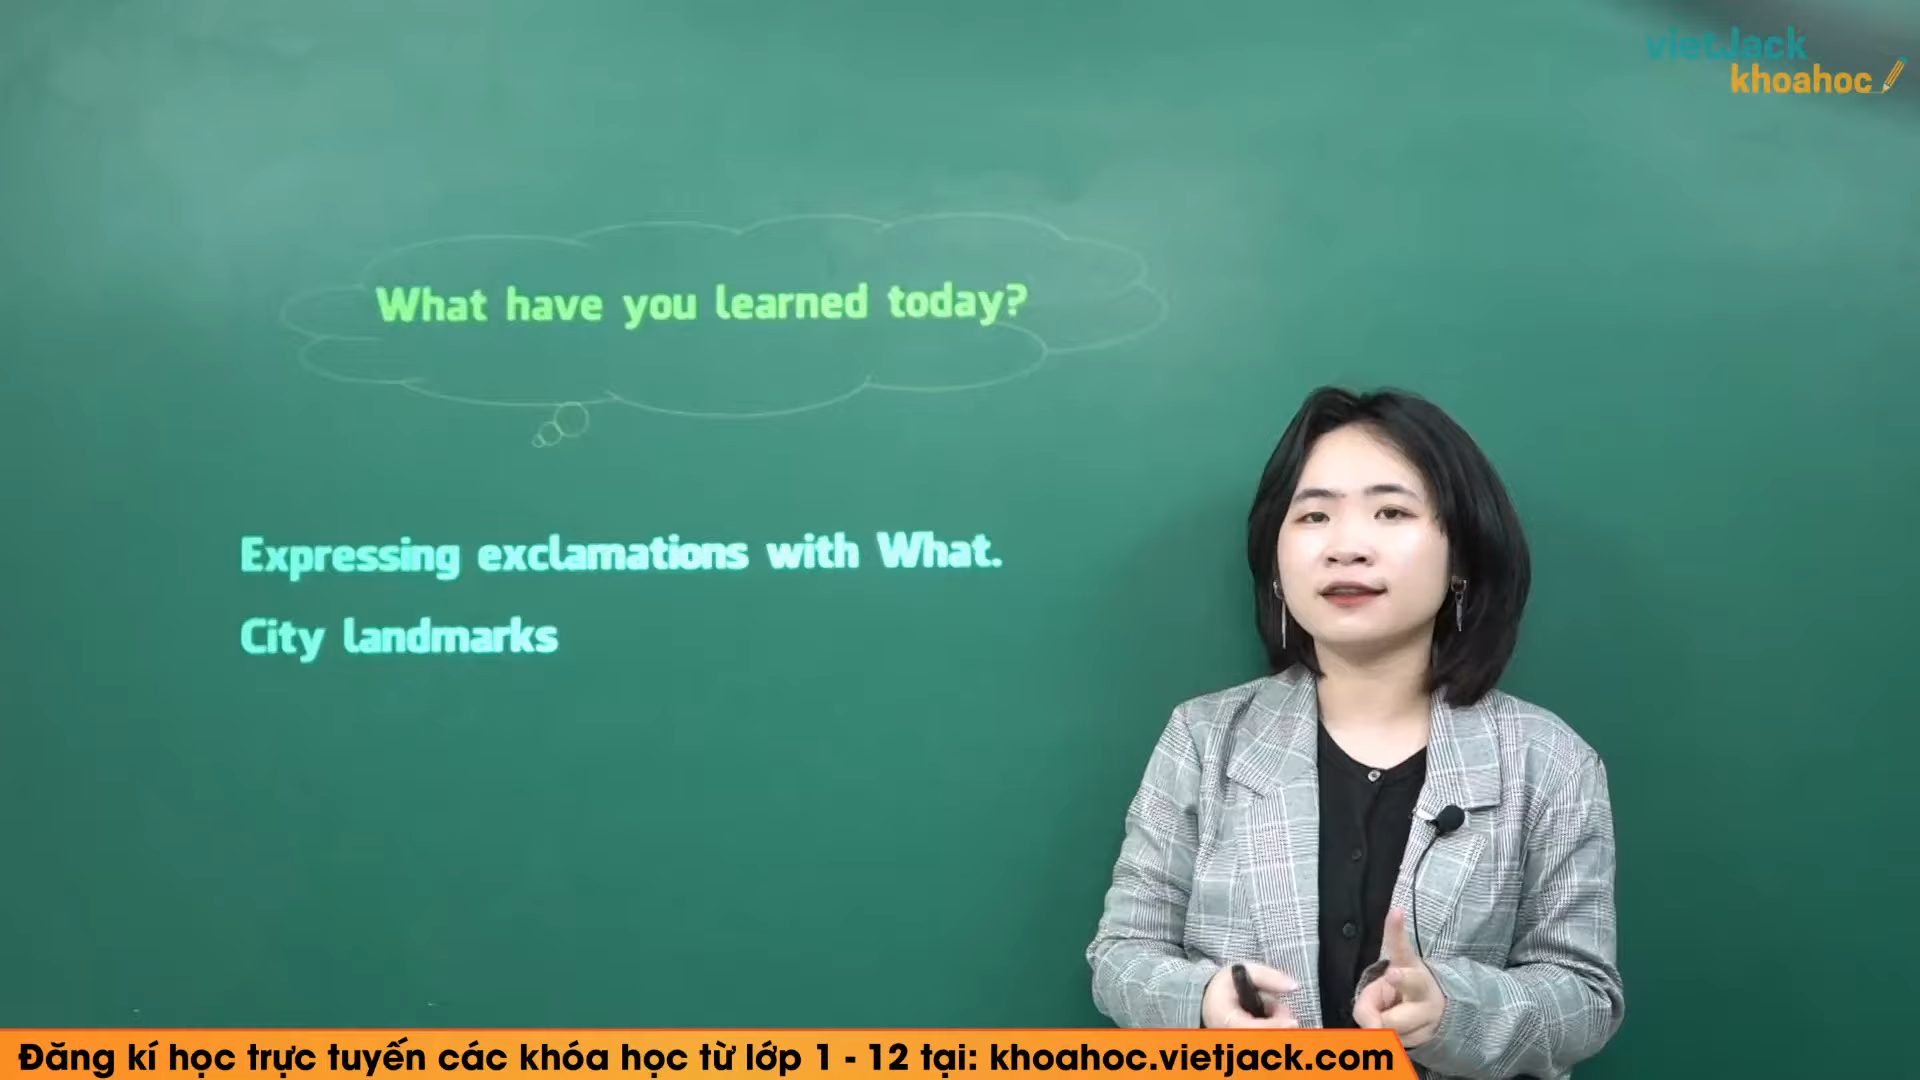 vietJack
khoahoc
What have you learned today?
Expressing exclamations with What.
City landmarks
Đăng kí học trực tuyến các khóa học từ lớp 1 - 12 tại: khoahoc.vietjack.com